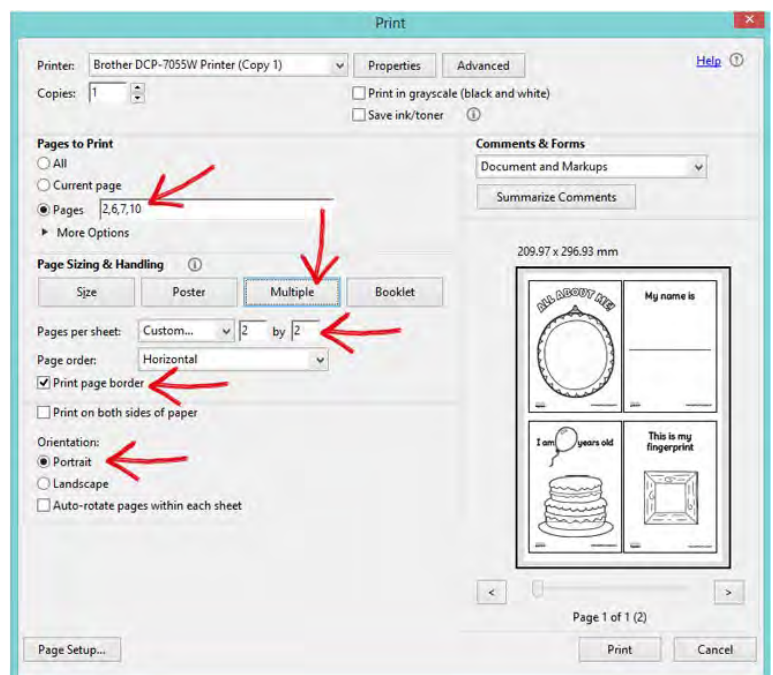 Print
Printer: Brother DCP-7055W Printer (Copy 1) Properties Advanced Help
Copies: 1 Print in grayscale (black and white)
Save ink/toner
Pages to Print
All
Current page
Pages 2,6,7,10
More Options
Comments & Forms
Document and Markups
Summarize Comments
Page Sizing & Handling
Size Poster Multiple Booklet
Pages per sheet: Custom... 2 by 2
Page order: Horizontal
Print page border
Print on both sides of paper
Orientation:
Portrait
Landscape
Auto-rotate pages within each sheet
209.97 x 296.93 mm
ALL ABOUT ME!
My name is
I am years old
This is my
fingerprint
< >
Page 1 of 1 (2)
Page Setup... Print Cancel